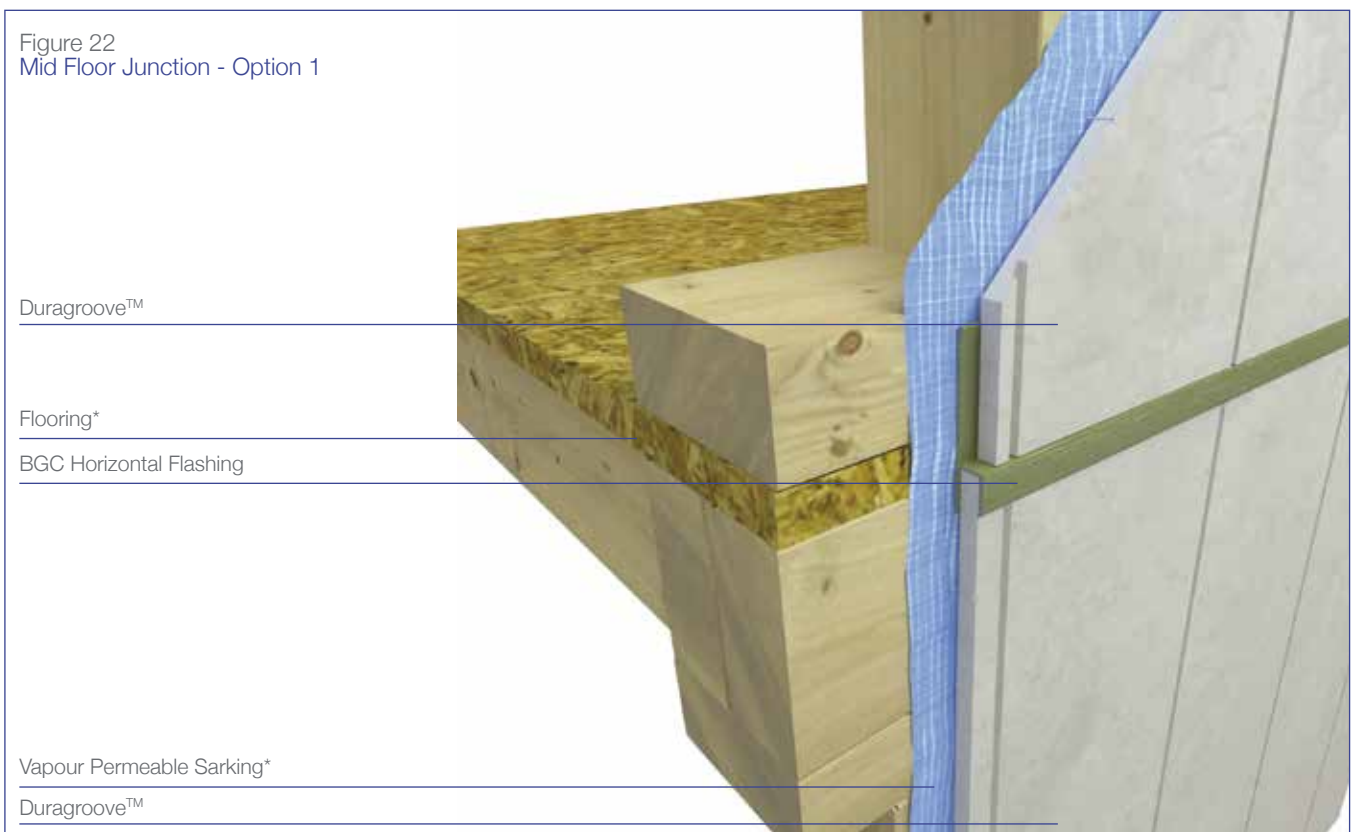 Figure 22
Mid Floor Junction - Option 1
Duragroove™
Flooring*
BGC Horizontal Flashing
Vapour Permeable Sarking*
Duragroove™